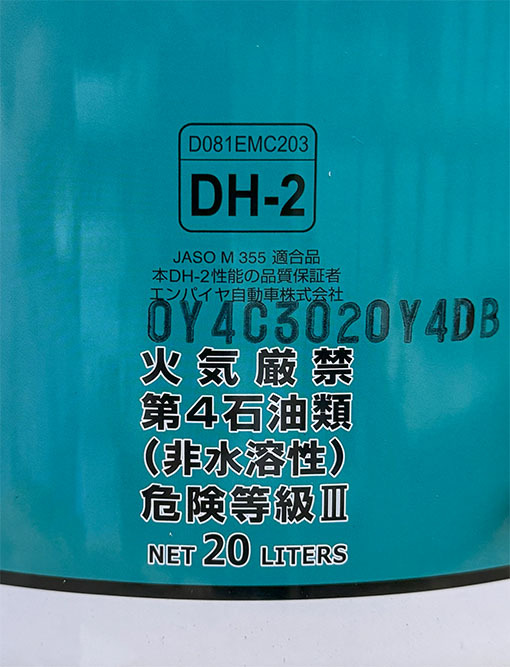 D081EMC203
DH-2
JASO M 355 適合品
本DH-2性能の品質保証者
エンパイヤ自動車株式会社
0Y4C3020Y4DB
火気厳禁
第4石油類
(非水溶性)
危険等級Ⅲ
NET 20 LITERS